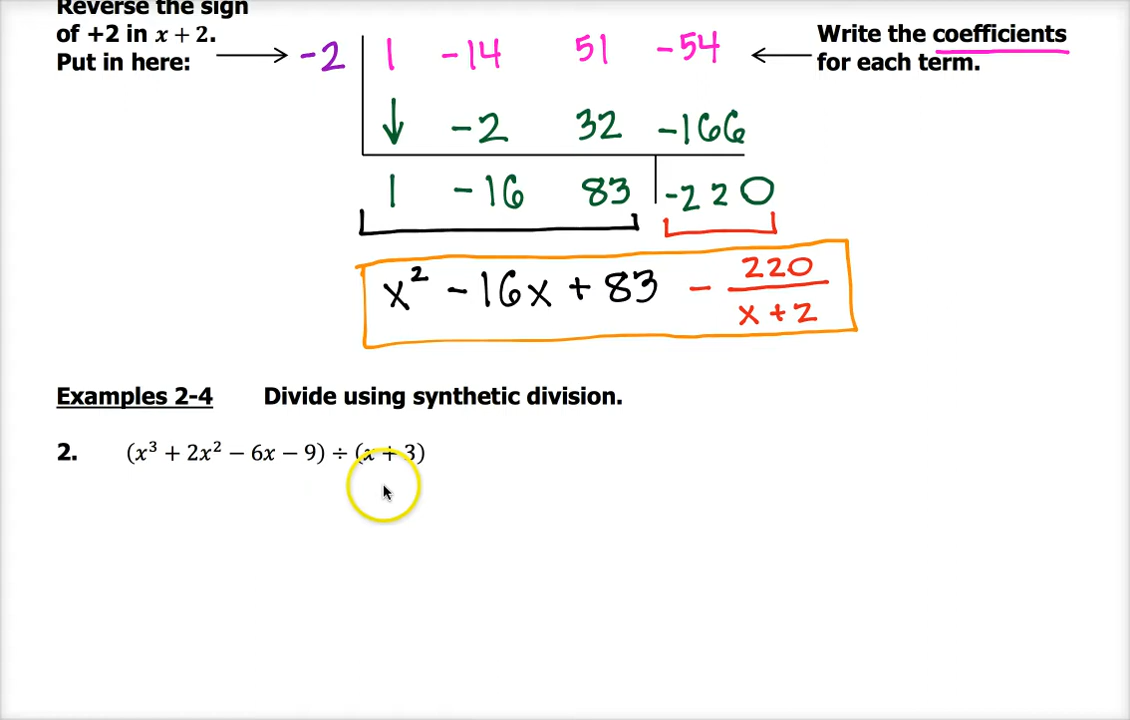 Reverse the sign
of +2 in x + 2.
Put in here:
-2 | 1 -14 51 -54
Write the coefficients
for each term.
↓ -2 32 -166
1 -16 83 | -220
x² - 16x + 83 - 220/(x + 2)
Examples 2-4 Divide using synthetic division.
2. (x³ + 2x² − 6x − 9) ÷ (x + 3)